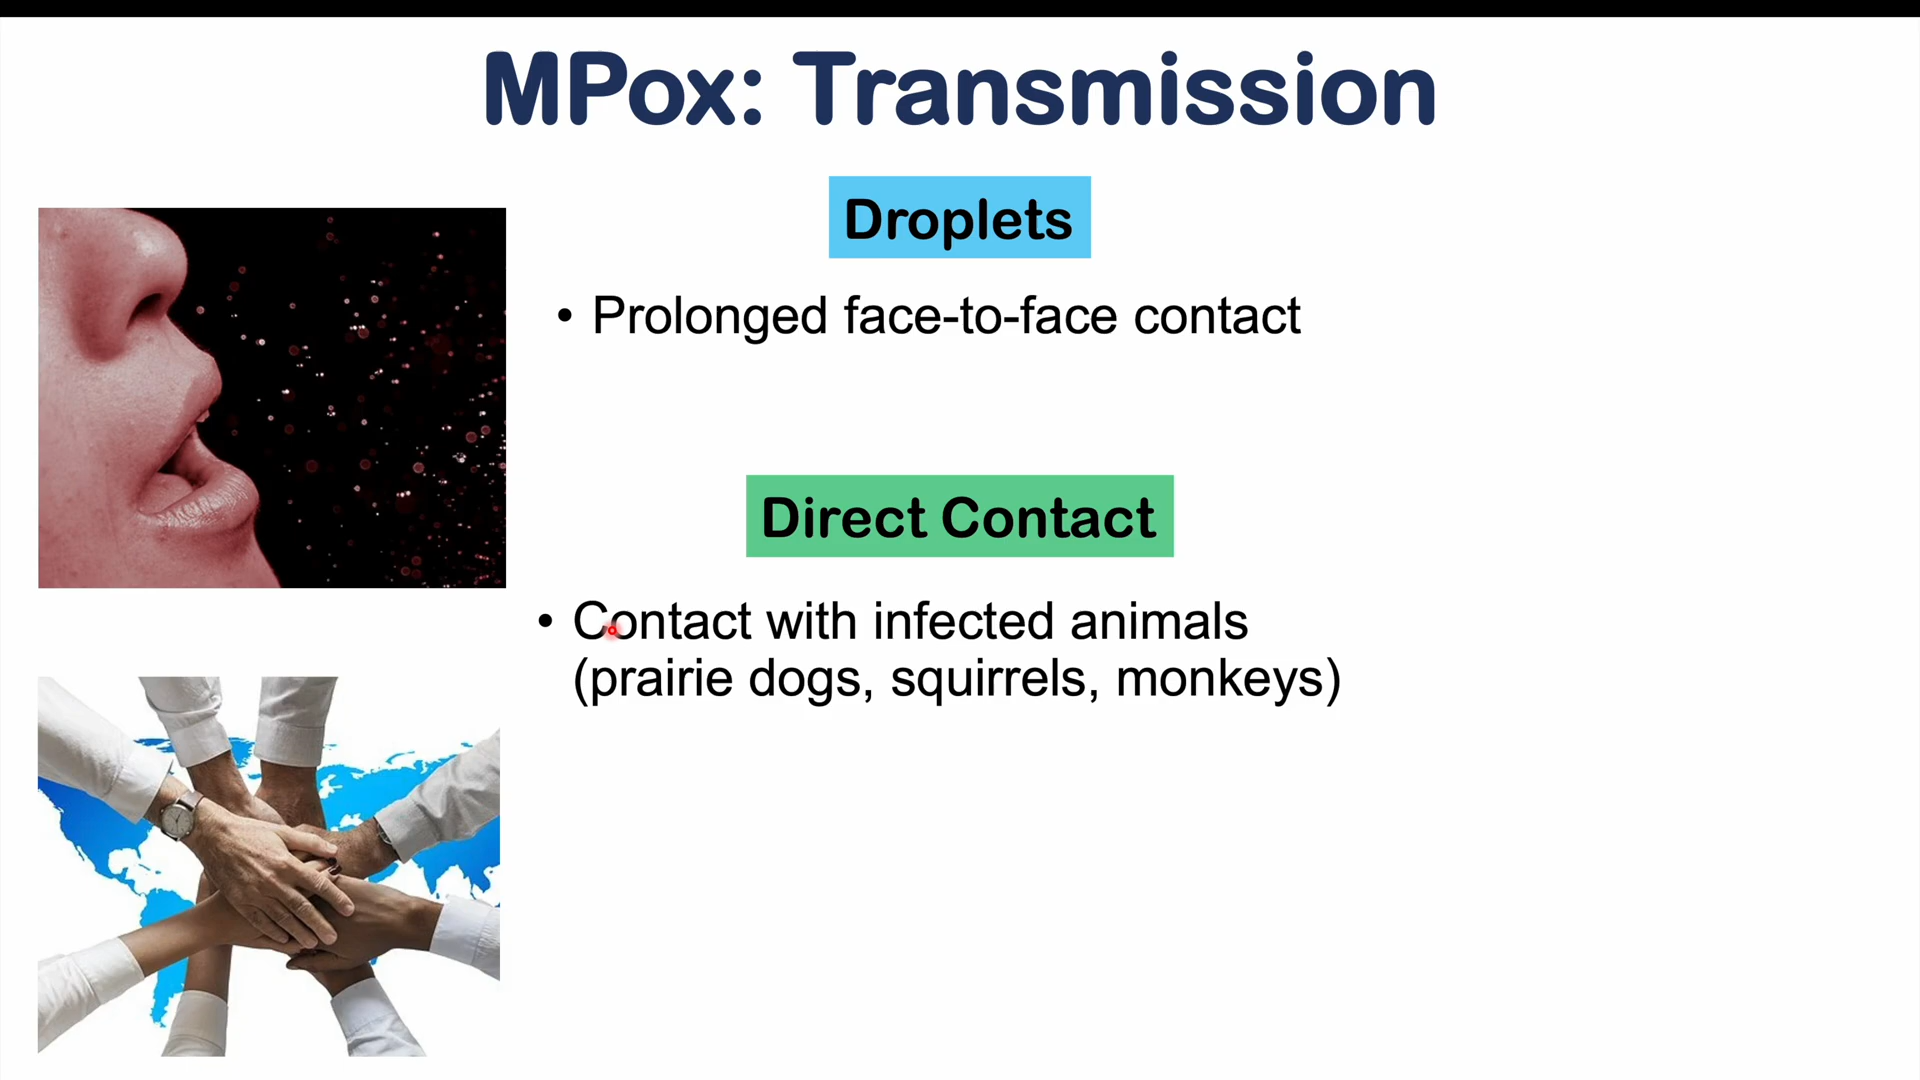 MPox: Transmission
Droplets
• Prolonged face-to-face contact
Direct Contact
• Contact with infected animals
(prairie dogs, squirrels, monkeys)